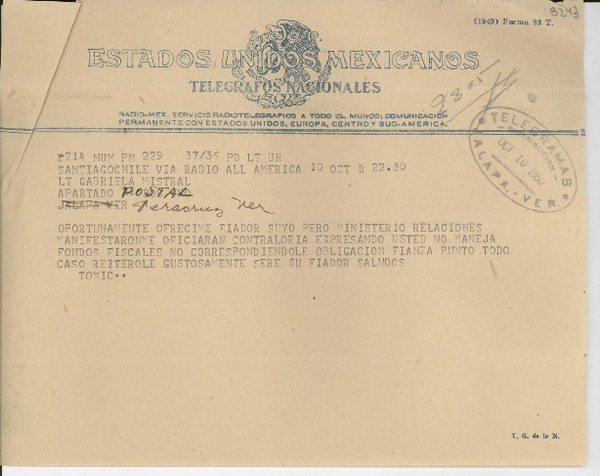 3243
(1949) Forma 83 T.
ESTADOS UNIDOS MEXICANOS
TELEGRAFOS NACIONALES
RADIO-MEX. SERVICIO RADIOTELEGRAFICO A TODO EL MUNDO; COMUNICACION
PERMANENTE CON ESTADOS UNIDOS, EUROPA, CENTRO Y SUD-AMERICA.
TELEGRAMAS
DISTRIBUCION
OCT 10 1950
JALAPA.-VER.
X214 NHM PM 229 37/36 PD LT UH
SANTIAGOCHILE VIA RADIO ALL AMERICA 10 OCT D 22.30
LT GABRIELA MISTRAL
APARTADO POSTAL
JALAPA VER Veracruz Ver
OPORTUNAMENTE OFRECIME FIADOR SUYO PERO MINISTERIO RELACIONES
MANIFESTARONME OFICIARAN CONTRALORIA EXPRESANDO USTED NO MANEJA
FONDOS FISCALES NO CORRESPONDIENDOLE OBLIGACION FIANZA PUNTO TODO
CASO REITEROLE GUSTOSAMENTE SERE SU FIADOR SALUDOS
TOMIC..
T. G. de la N.